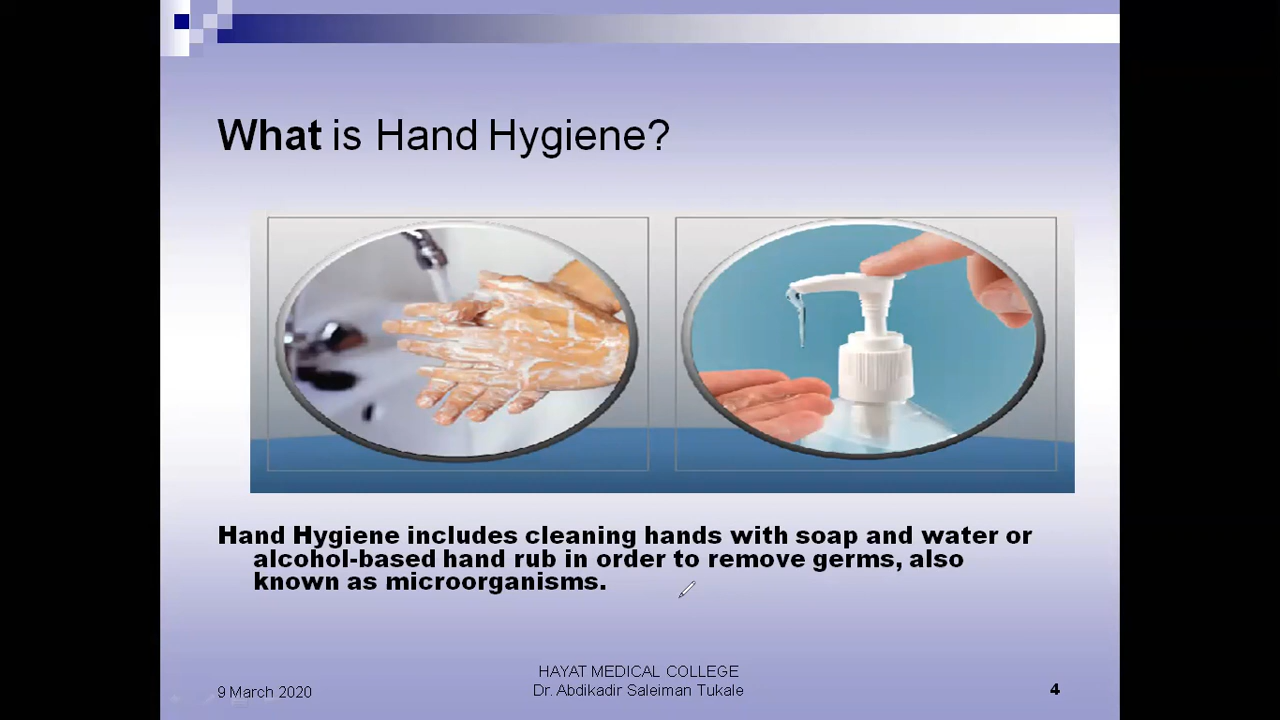 What is Hand Hygiene?
Hand Hygiene includes cleaning hands with soap and water or
alcohol-based hand rub in order to remove germs, also
known as microorganisms.
9 March 2020
HAYAT MEDICAL COLLEGE
Dr. Abdikadir Saleiman Tukale
4